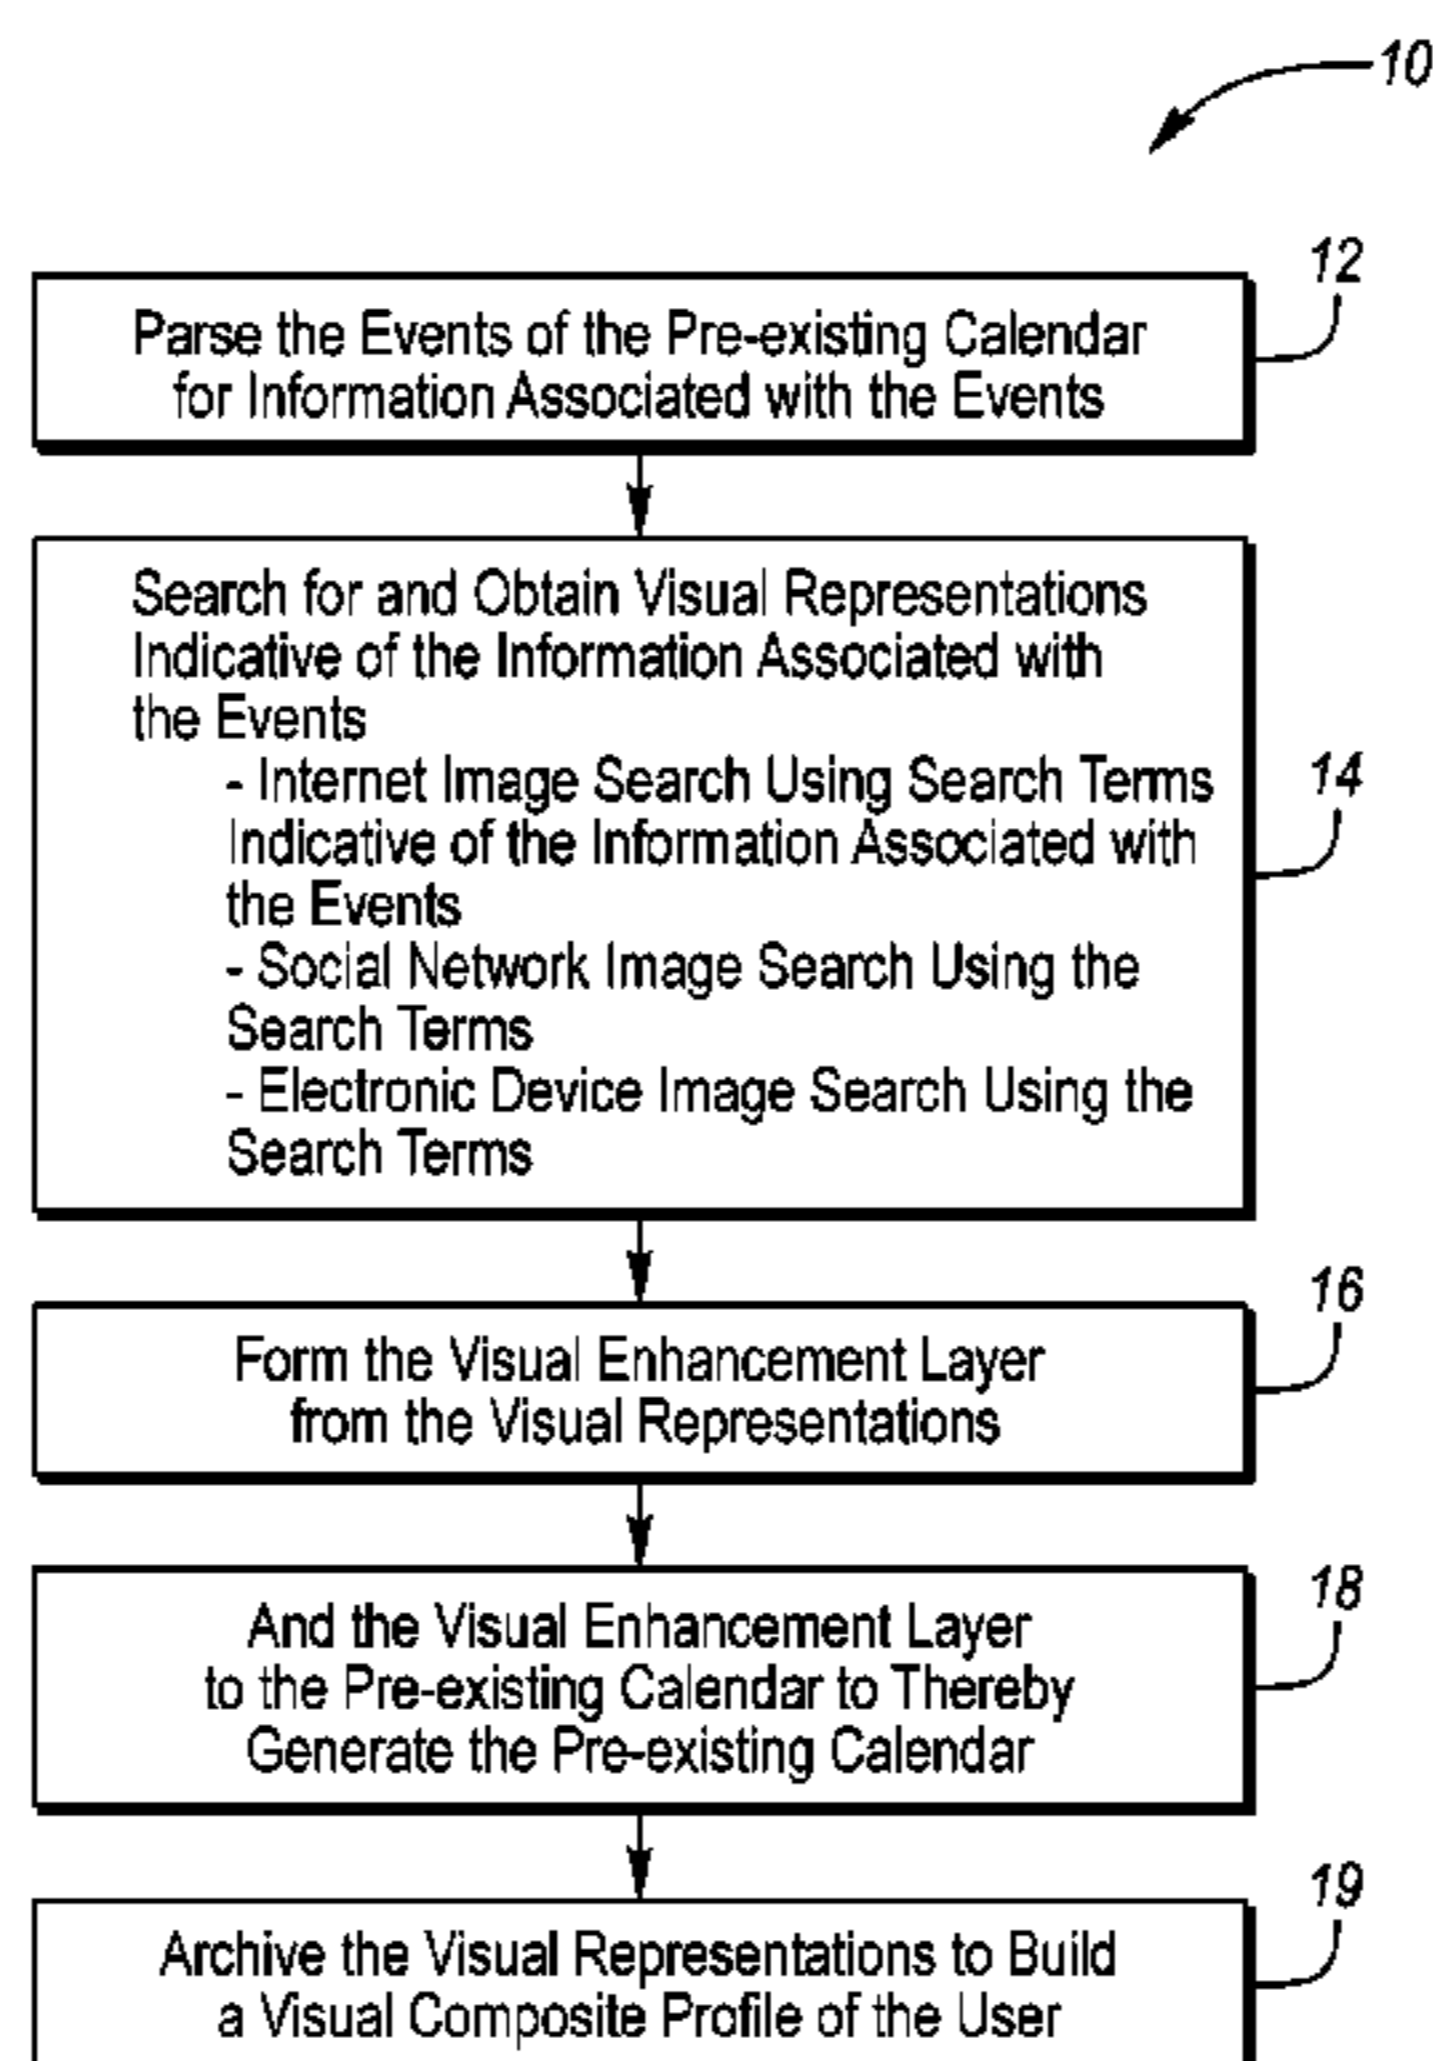 10
12
Parse the Events of the Pre-existing Calendar
for Information Associated with the Events
Search for and Obtain Visual Representations
Indicative of the Information Associated with
the Events
- Internet Image Search Using Search Terms
Indicative of the Information Associated with
the Events
- Social Network Image Search Using the
Search Terms
- Electronic Device Image Search Using the
Search Terms
14
16
Form the Visual Enhancement Layer
from the Visual Representations
18
And the Visual Enhancement Layer
to the Pre-existing Calendar to Thereby
Generate the Pre-existing Calendar
19
Archive the Visual Representations to Build
a Visual Composite Profile of the User